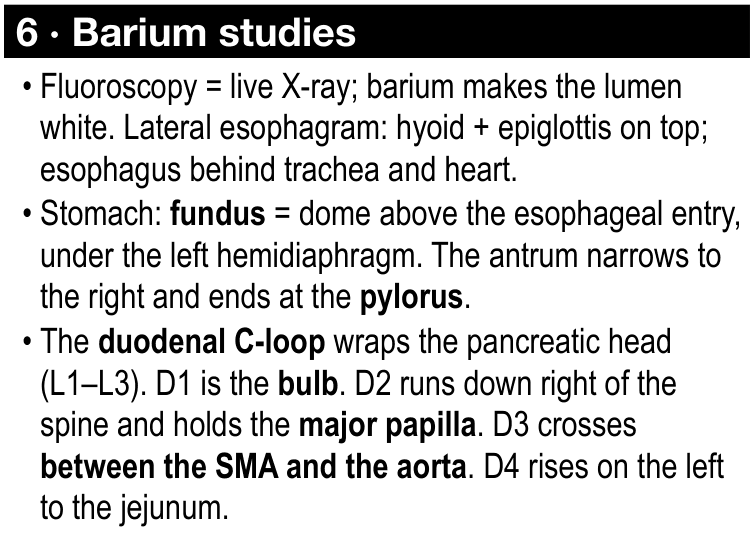 6 · Barium studies
• Fluoroscopy = live X-ray; barium makes the lumen
white. Lateral esophagram: hyoid + epiglottis on top;
esophagus behind trachea and heart.
• Stomach: fundus = dome above the esophageal entry,
under the left hemidiaphragm. The antrum narrows to
the right and ends at the pylorus.
• The duodenal C-loop wraps the pancreatic head
(L1–L3). D1 is the bulb. D2 runs down right of the
spine and holds the major papilla. D3 crosses
between the SMA and the aorta. D4 rises on the left
to the jejunum.